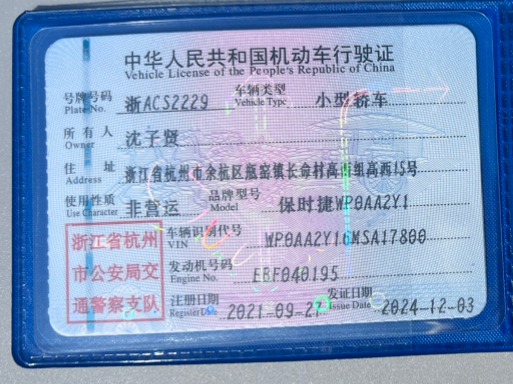 中华人民共和国机动车行驶证
Vehicle License of the People's Republic of China
号牌号码 浙ACS2229 车辆类型 小型轿车
Plate No. Vehicle Type
所有人 沈子贤
Owner
住址 浙江省杭州市余杭区瓶窑镇长命村高西组高西15号
Address
使用性质 非营运 品牌型号 保时捷WP0AA2Y1
Use Character Model
浙江省杭州
市公安局交
通警察支队
车辆识别代号 WP0AA2Y16MSA17800
VIN
发动机号码 EBF040195
Engine No.
注册日期 2021-09-27 发证日期 2024-12-03
Register Issue Date